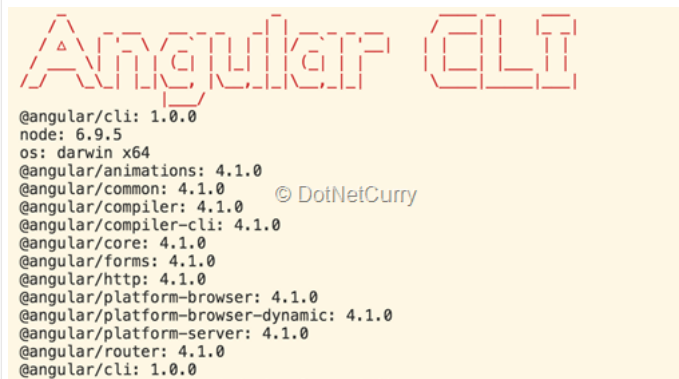 Angular CLI
@angular/cli: 1.0.0
node: 6.9.5
os: darwin x64
@angular/animations: 4.1.0
@angular/common: 4.1.0
© DotNetCurry
@angular/compiler: 4.1.0
@angular/compiler-cli: 4.1.0
@angular/core: 4.1.0
@angular/forms: 4.1.0
@angular/http: 4.1.0
@angular/platform-browser: 4.1.0
@angular/platform-browser-dynamic: 4.1.0
@angular/platform-server: 4.1.0
@angular/router: 4.1.0
@angular/cli: 1.0.0